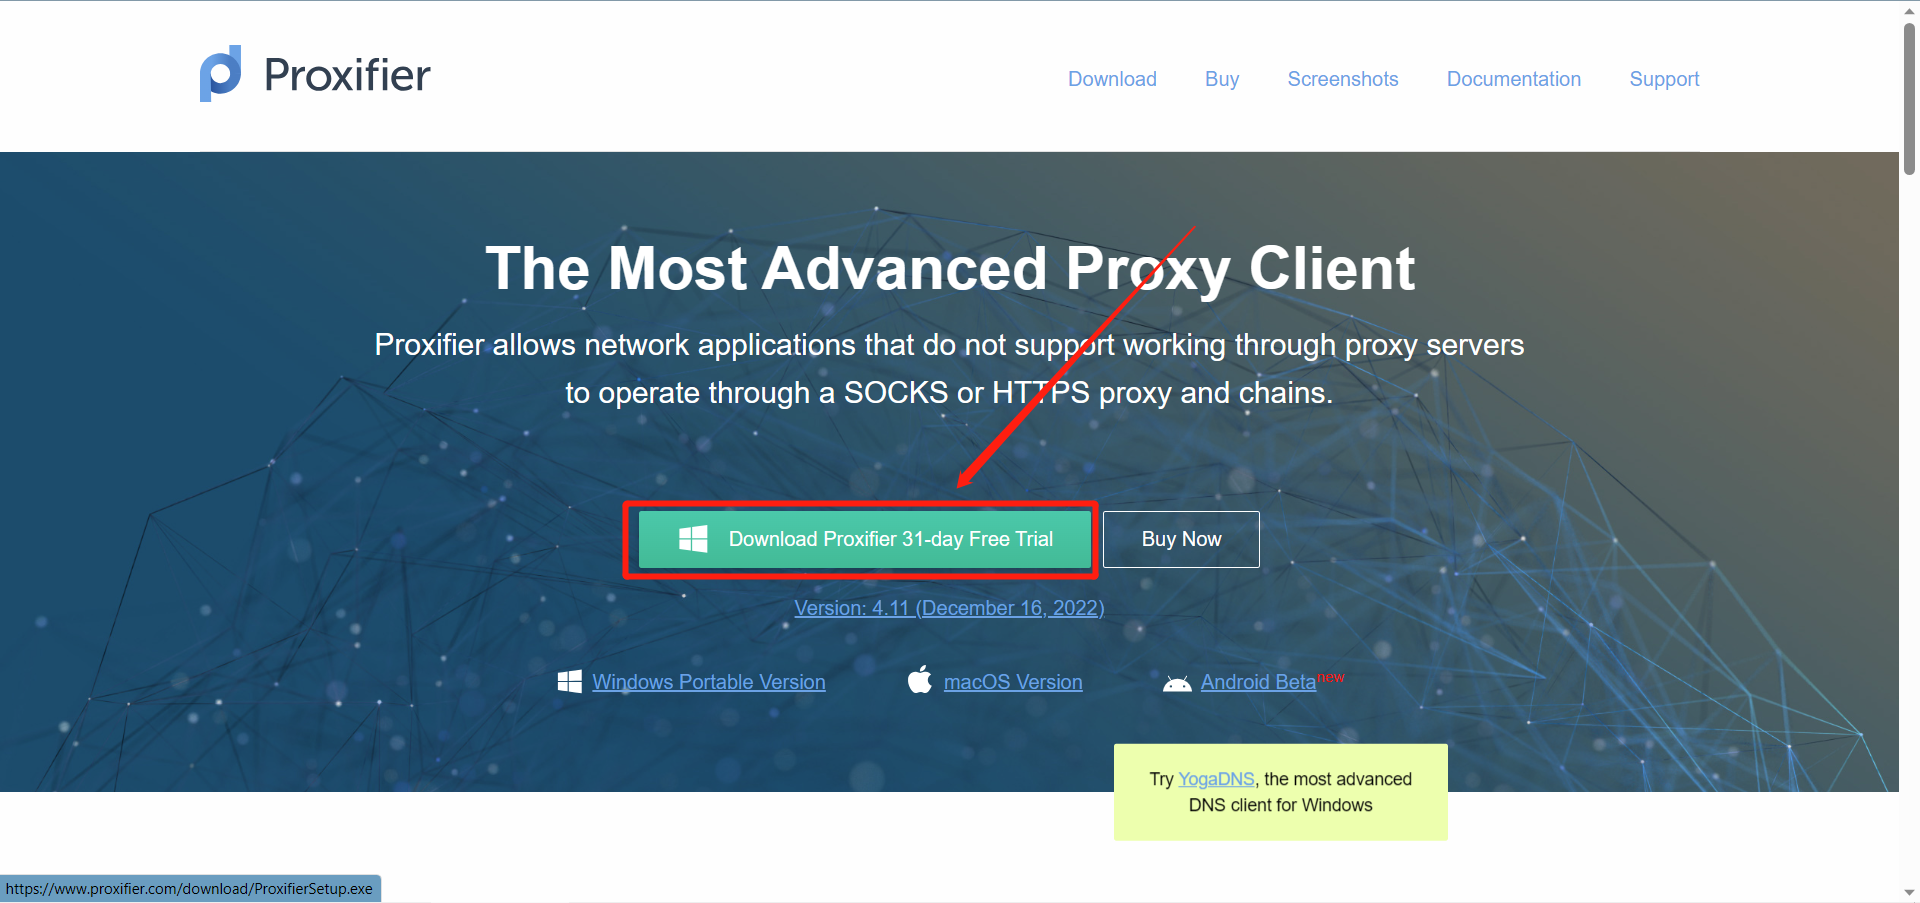 Proxifier
Download Buy Screenshots Documentation Support
The Most Advanced Proxy Client
Proxifier allows network applications that do not support working through proxy servers
to operate through a SOCKS or HTTPS proxy and chains.
Download Proxifier 31-day Free Trial
Buy Now
Version: 4.11 (December 16, 2022)
Windows Portable Version
macOS Version
Android Beta new
Try YogaDNS, the most advanced
DNS client for Windows
https://www.proxifier.com/download/ProxifierSetup.exe